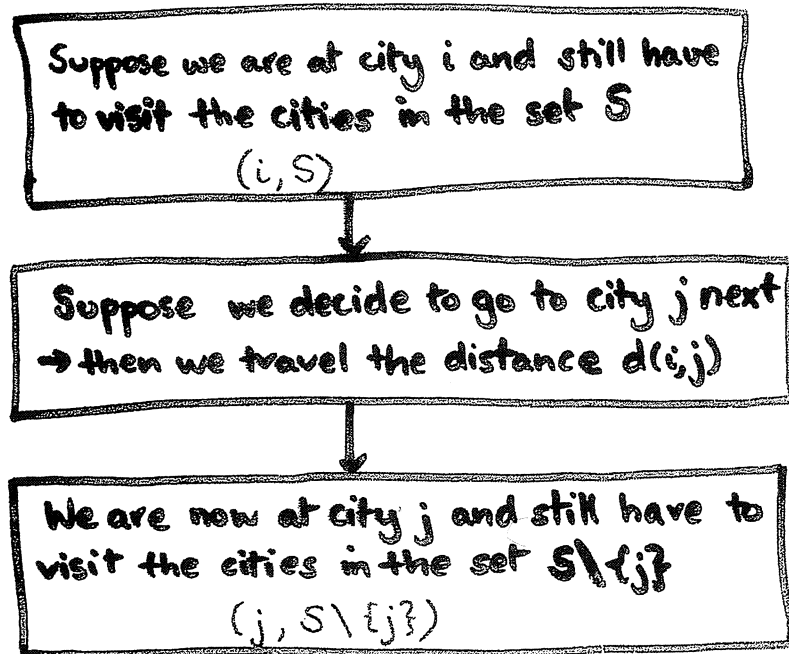 Suppose we are at city i and still have
to visit the cities in the set S
(i, S)
Suppose we decide to go to city j next
→ then we travel the distance d(i,j)
We are now at city j and still have to
visit the cities in the set S\{j}
(j, S\{j})